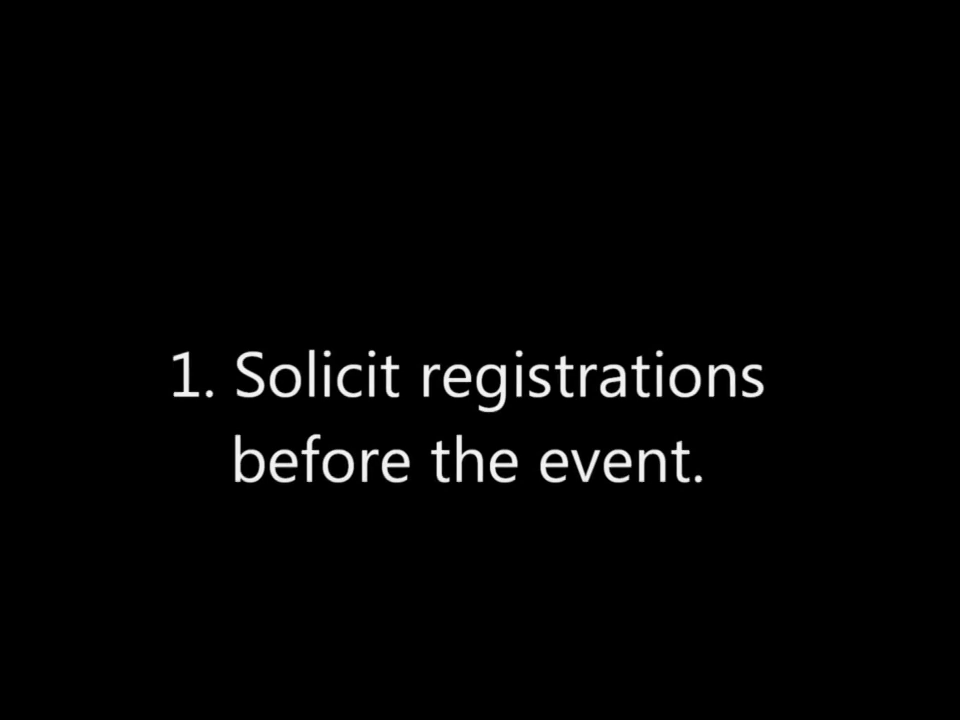 1. Solicit registrations
before the event.